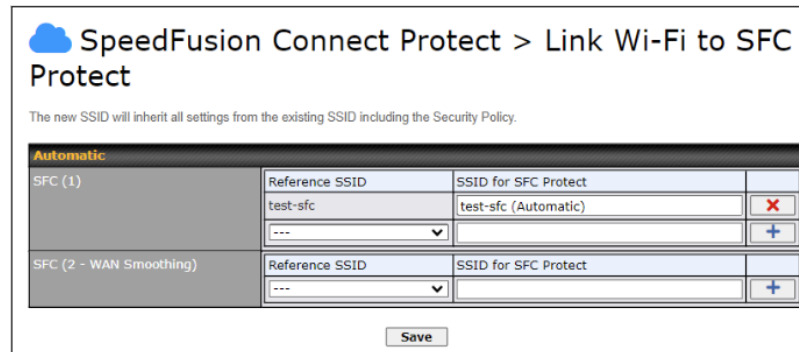 SpeedFusion Connect Protect > Link Wi-Fi to SFC
Protect
The new SSID will inherit all settings from the existing SSID including the Security Policy.
Automatic
SFC (1)
Reference SSID
SSID for SFC Protect
test-sfc
test-sfc (Automatic)
---
SFC (2 - WAN Smoothing)
Reference SSID
SSID for SFC Protect
---
Save